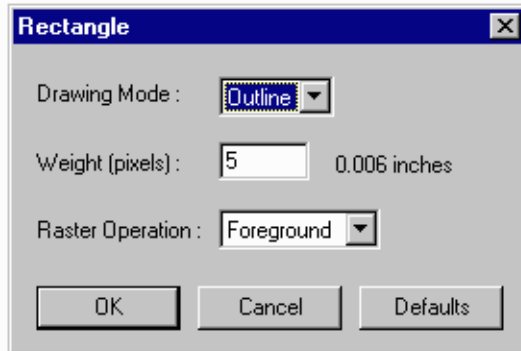 Rectangle
Drawing Mode : Outline
Weight (pixels) : 5 0.006 inches
Raster Operation : Foreground
OK Cancel Defaults